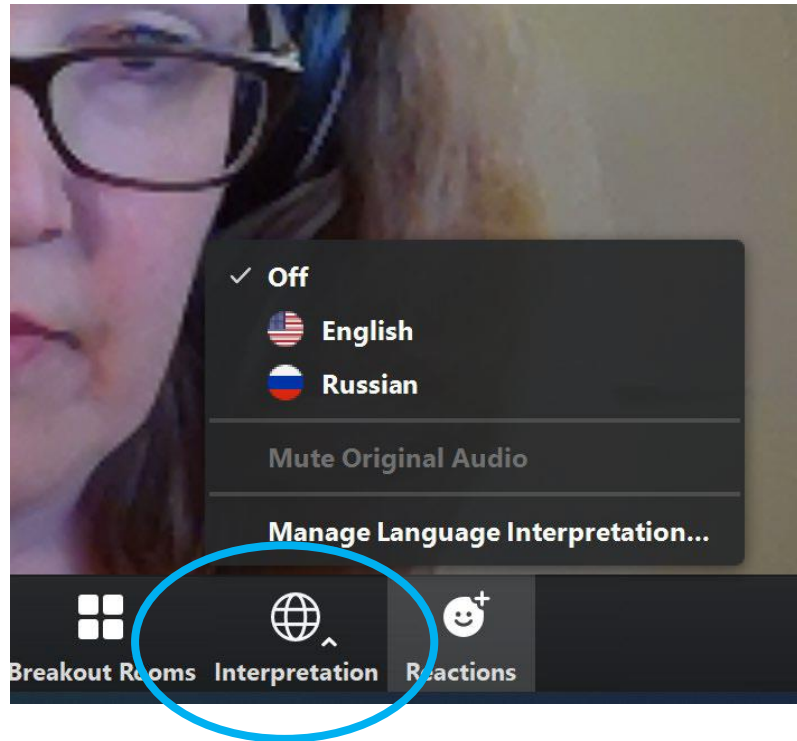 Off
English
Russian
Mute Original Audio
Manage Language Interpretation...
Breakout Rooms Interpretation Reactions